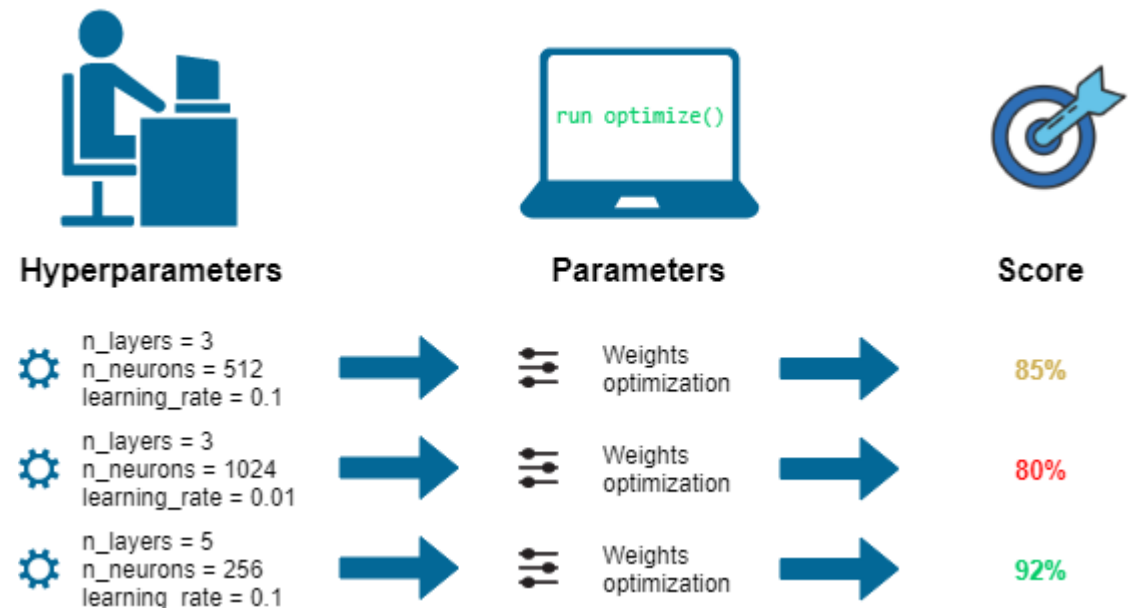 run optimize()
Hyperparameters
Parameters
Score
n_layers = 3
n_neurons = 512
learning_rate = 0.1
Weights
optimization
85%
n_layers = 3
n_neurons = 1024
learning_rate = 0.01
Weights
optimization
80%
n_layers = 5
n_neurons = 256
learning_rate = 0.1
Weights
optimization
92%